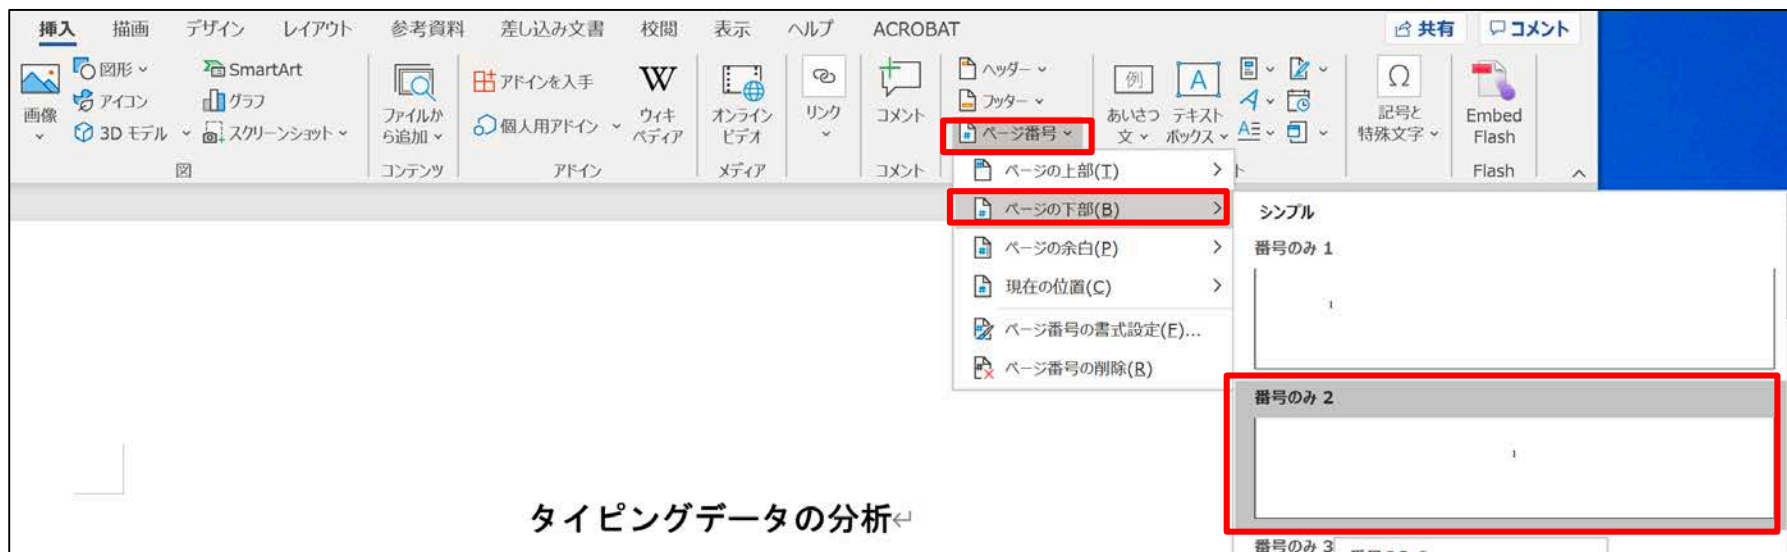 挿入 描画 デザイン レイアウト 参考資料 差し込み文書 校閲 表示 ヘルプ ACROBAT 共有 コメント
画像
図形
アイコン
3D モデル
SmartArt
グラフ
スクリーンショット
図
ファイルか
ら追加
コンテンツ
アドインを入手
個人用アドイン
アドイン
W
ウィキ
ペディア
オンライン
ビデオ
メディア
リンク
コメント
コメント
ヘッダー
フッター
ページ番号
例
あいさつ
文
A
テキスト
ボックス
Ω
記号と
特殊文字
Embed
Flash
Flash
ページの上部(T)
ページの下部(B)
ページの余白(P)
現在の位置(C)
ページ番号の書式設定(F)...
ページ番号の削除(R)
シンプル
番号のみ 1
1
番号のみ 2
1
番号のみ 3
タイピングデータの分析↵